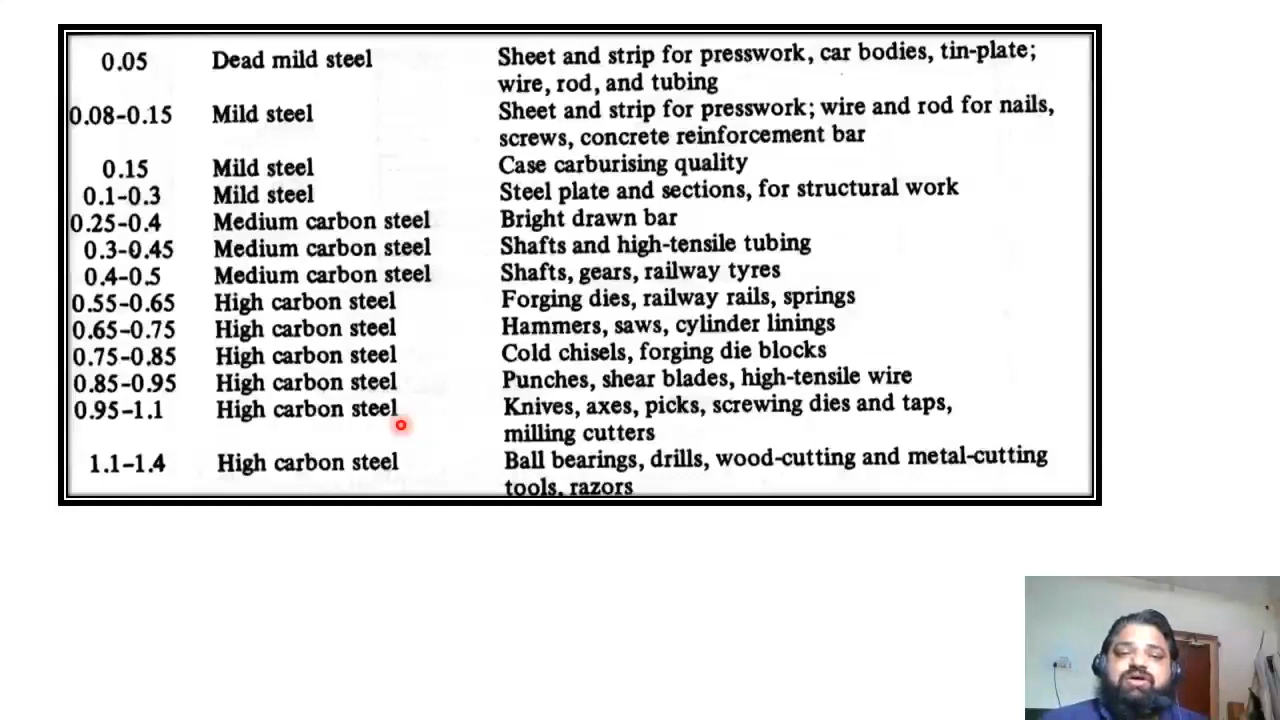 0.05 Dead mild steel Sheet and strip for presswork, car bodies, tin-plate;
wire, rod, and tubing
0.08–0.15 Mild steel Sheet and strip for presswork; wire and rod for nails,
screws, concrete reinforcement bar
0.15 Mild steel Case carburising quality
0.1–0.3 Mild steel Steel plate and sections, for structural work
0.25–0.4 Medium carbon steel Bright drawn bar
0.3–0.45 Medium carbon steel Shafts and high-tensile tubing
0.4–0.5 Medium carbon steel Shafts, gears, railway tyres
0.55–0.65 High carbon steel Forging dies, railway rails, springs
0.65–0.75 High carbon steel Hammers, saws, cylinder linings
0.75–0.85 High carbon steel Cold chisels, forging die blocks
0.85–0.95 High carbon steel Punches, shear blades, high-tensile wire
0.95–1.1 High carbon steel Knives, axes, picks, screwing dies and taps,
milling cutters
1.1–1.4 High carbon steel Ball bearings, drills, wood-cutting and metal-cutting
tools, razors